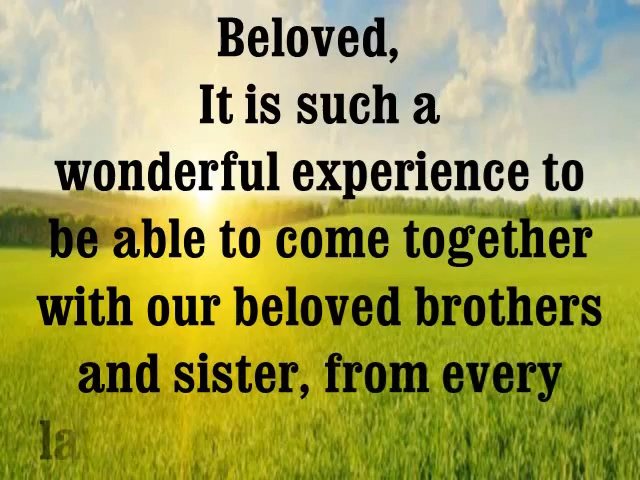 Beloved,
It is such a
wonderful experience to
be able to come together
with our beloved brothers
and sister, from every